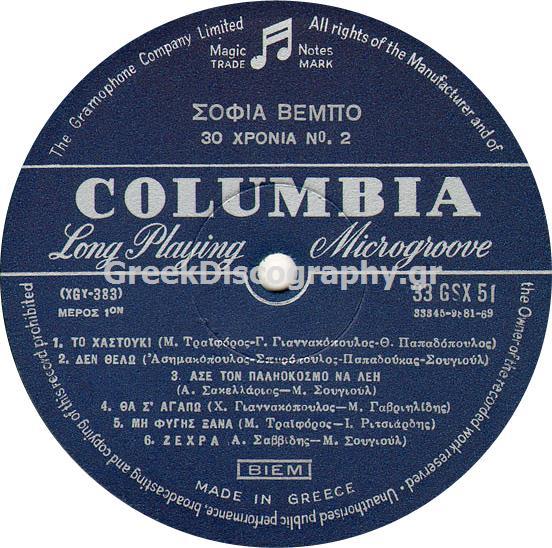 The Gramophone Company Limited
All rights of the Manufacturer and of
the Owner of the recorded work reserved · Unauthorised public performance, broadcasting and copying of this record prohibited
Magic Notes
TRADE MARK
ΣΟΦΙΑ ΒΕΜΠΟ
30 ΧΡΟΝΙΑ Νο. 2
COLUMBIA
Long Playing Microgroove
GreekDiscography.gr
(XGY-383) 33 GSX 51
ΜΕΡΟΣ 1ΟΝ 33345-9581-69
1. ΤΟ ΧΑΣΤΟΥΚΙ (Μ. Τραϊφόρος-Γ. Γιαννακόπουλος-Θ. Παπαδόπουλος)
2. ΔΕΝ ΘΕΛΩ (Ἀσημακόπουλος-Σπυρόπουλος-Παπαδούκας-Σουγιούλ)
3. ΑΣΕ ΤΟΝ ΠΑΛΗΟΚΟΣΜΟ ΝΑ ΛΕΗ
(Α. Σακελλάριος-Μ. Σουγιούλ)
4. ΘΑ Σ' ΑΓΑΠΩ (Χ. Γιαννακόπουλος-Μ. Γαβριηλίδης)
5. ΜΗ ΦΥΓΗΣ ΞΑΝΑ (Μ. Τραϊφόρος-Ι. Ριτσιάρδης)
6. ΖΕΧΡΑ (Α. Σαββίδης-Μ. Σουγιούλ)
BIEM
MADE IN GREECE